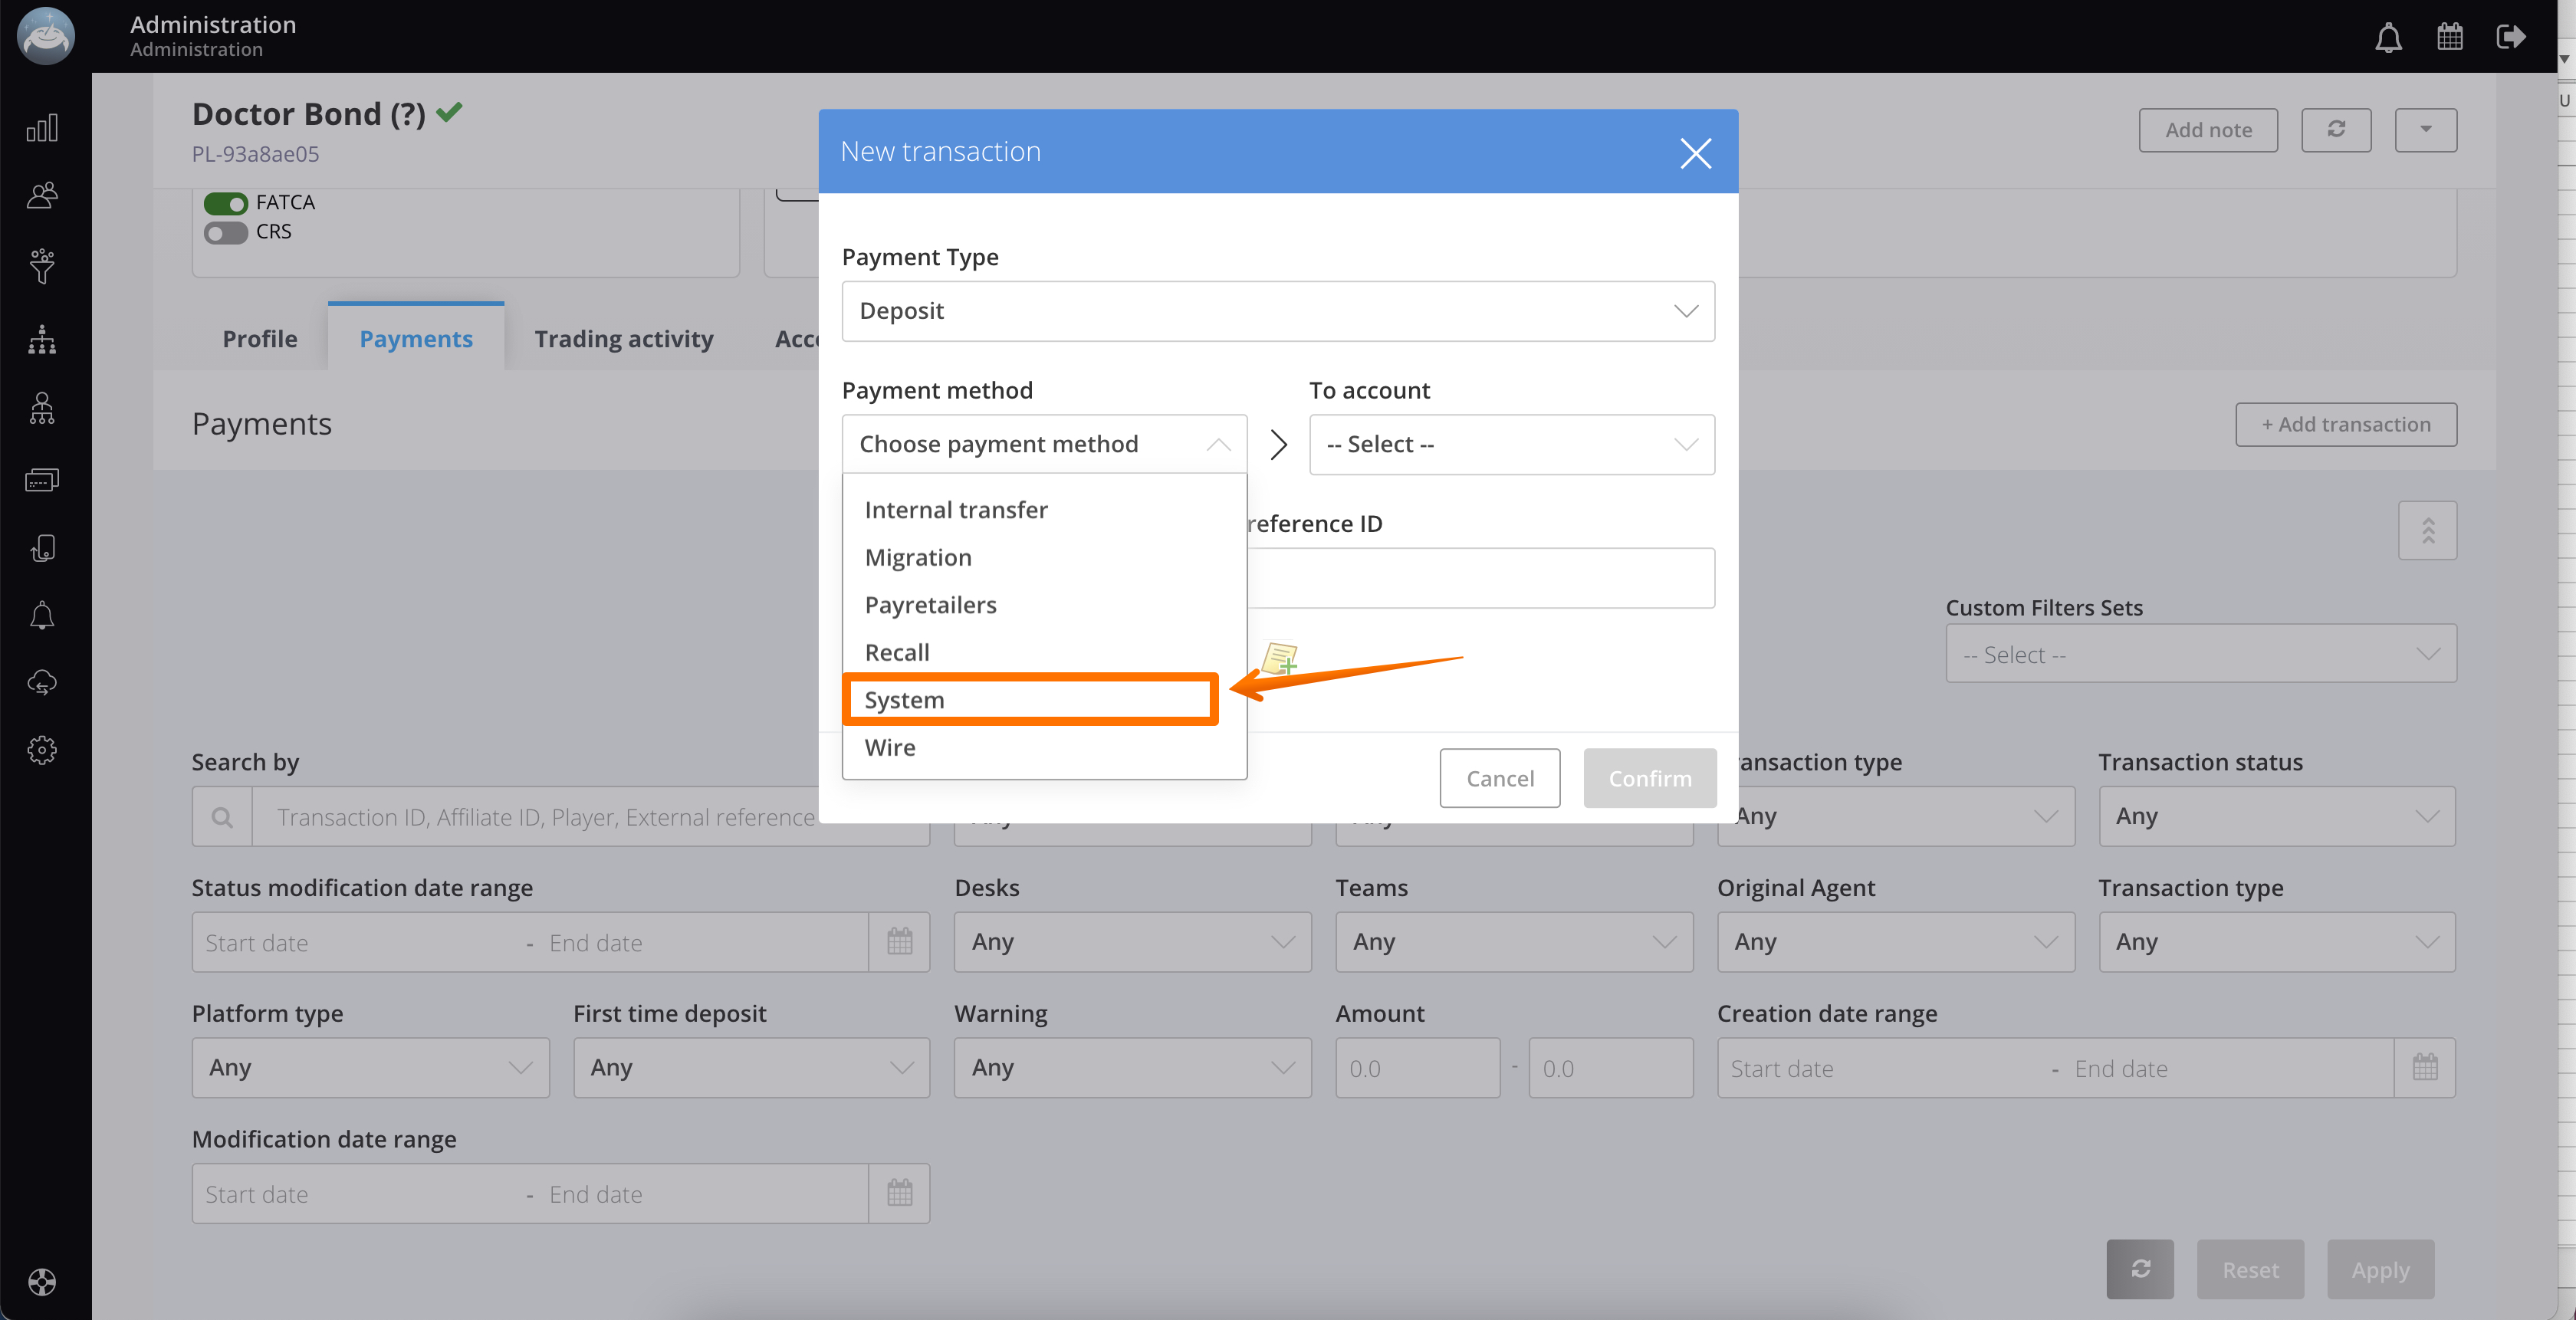 Administration
Administration
Doctor Bond (?)
PL-93a8ae05
Add note
FATCA
CRS
Profile
Payments
Trading activity
Payments
+ Add transaction
New transaction
Payment Type
Deposit
Payment method
To account
Choose payment method
-- Select --
Internal transfer
Migration
Payretailers
Recall
System
Wire
reference ID
Cancel
Confirm
Custom Filters Sets
-- Select --
Search by
Transaction type
Transaction status
Transaction ID, Affiliate ID, Player, External reference
Any
Any
Status modification date range
Desks
Teams
Original Agent
Transaction type
Start date
-
End date
Any
Any
Any
Any
Platform type
First time deposit
Warning
Amount
Creation date range
Any
Any
Any
0.0
-
0.0
Start date
-
End date
Modification date range
Start date
-
End date
Reset
Apply
U